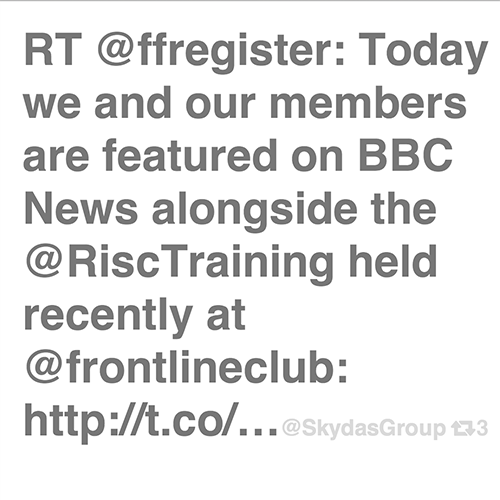 RT @ffregister: Today
we and our members
are featured on BBC
News alongside the
@RiscTraining held
recently at
@frontlineclub:
http://t.co/...@SkydasGroup 3